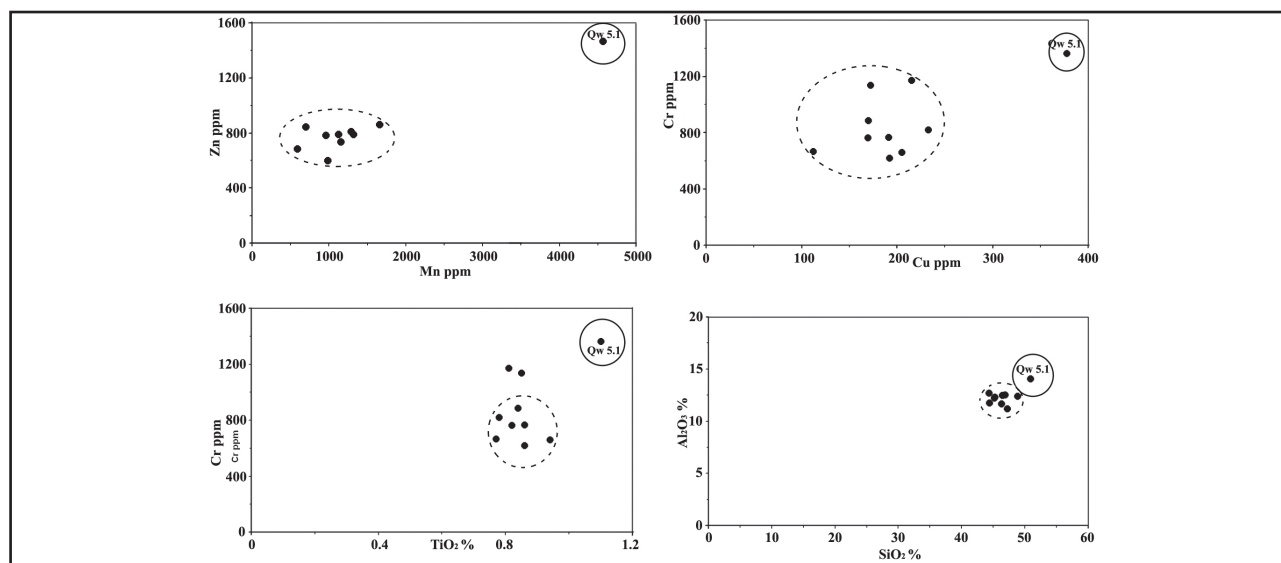 1600
1200
800
400
0
Zn ppm
Qw 5.1
0 1000 2000 3000 4000 5000
Mn ppm
1600
1200
800
400
0
Cr ppm
Qw 5.1
0 100 200 300 400
Cu ppm
1600
1200
800
400
0
Cr ppm
Cr ppm
Qw 5.1
0 0.4 0.8 1.2
TiO₂ %
20
15
10
5
0
Al₂O₃ %
Qw 5.1
0 10 20 30 40 50 60
SiO₂ %